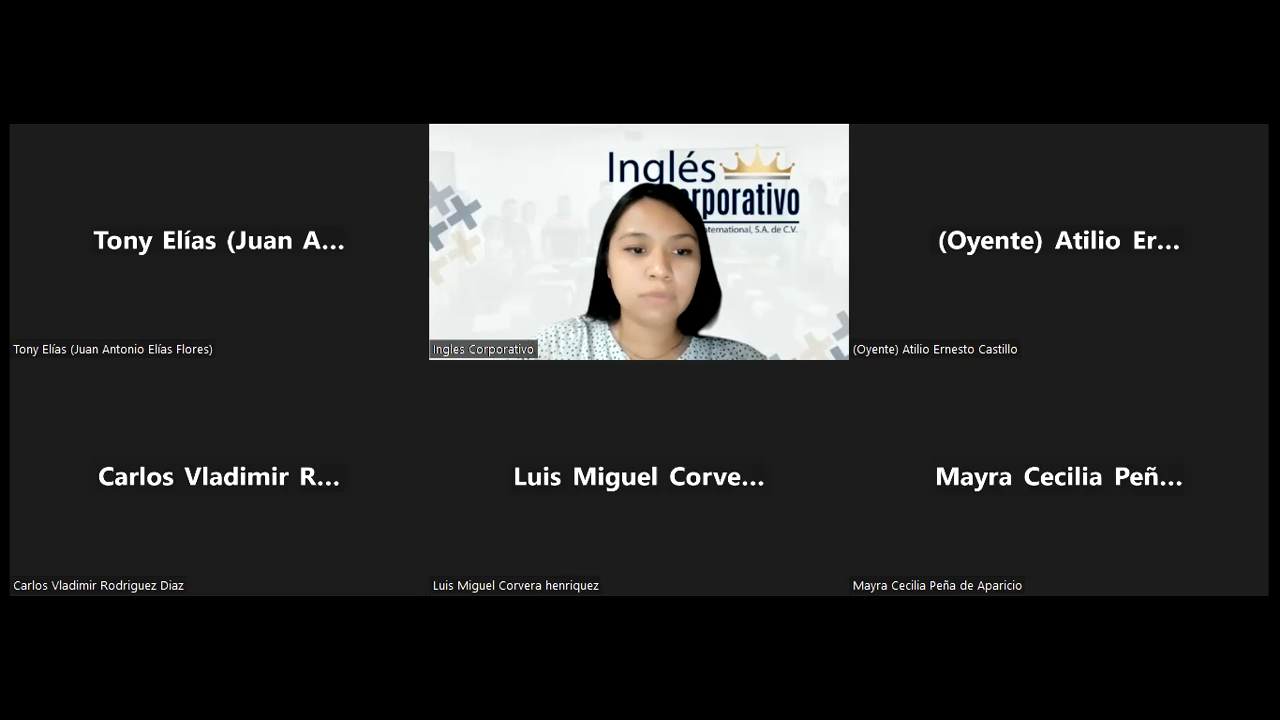 Tony Elías (Juan A...
Tony Elías (Juan Antonio Elías Flores)
Inglés
rporativo
ternational, S.A. de C.V.
Ingles Corporativo
(Oyente) Atilio Er...
(Oyente) Atilio Ernesto Castillo
Carlos Vladimir R...
Carlos Vladimir Rodriguez Diaz
Luis Miguel Corve...
Luis Miguel Corvera henriquez
Mayra Cecilia Peñ...
Mayra Cecilia Peña de Aparicio